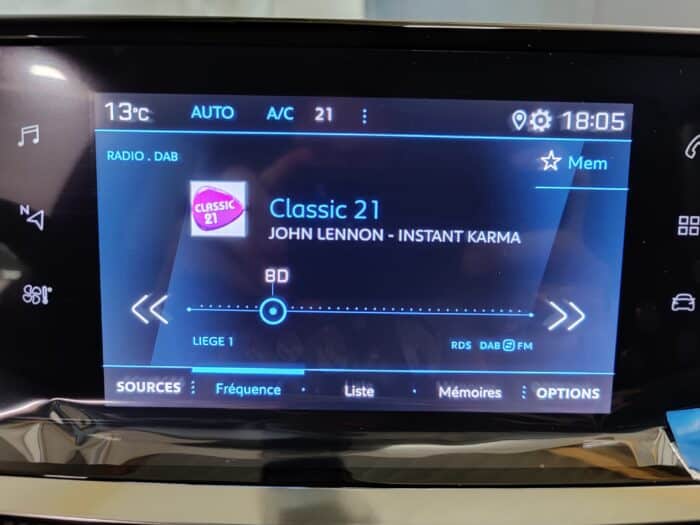 13°C AUTO A/C 21 18:05
RADIO . DAB
Mem
CLASSIC
21
Classic 21
JOHN LENNON - INSTANT KARMA
8D
N
LIEGE 1 RDS DAB S FM
SOURCES Fréquence Liste Mémoires OPTIONS